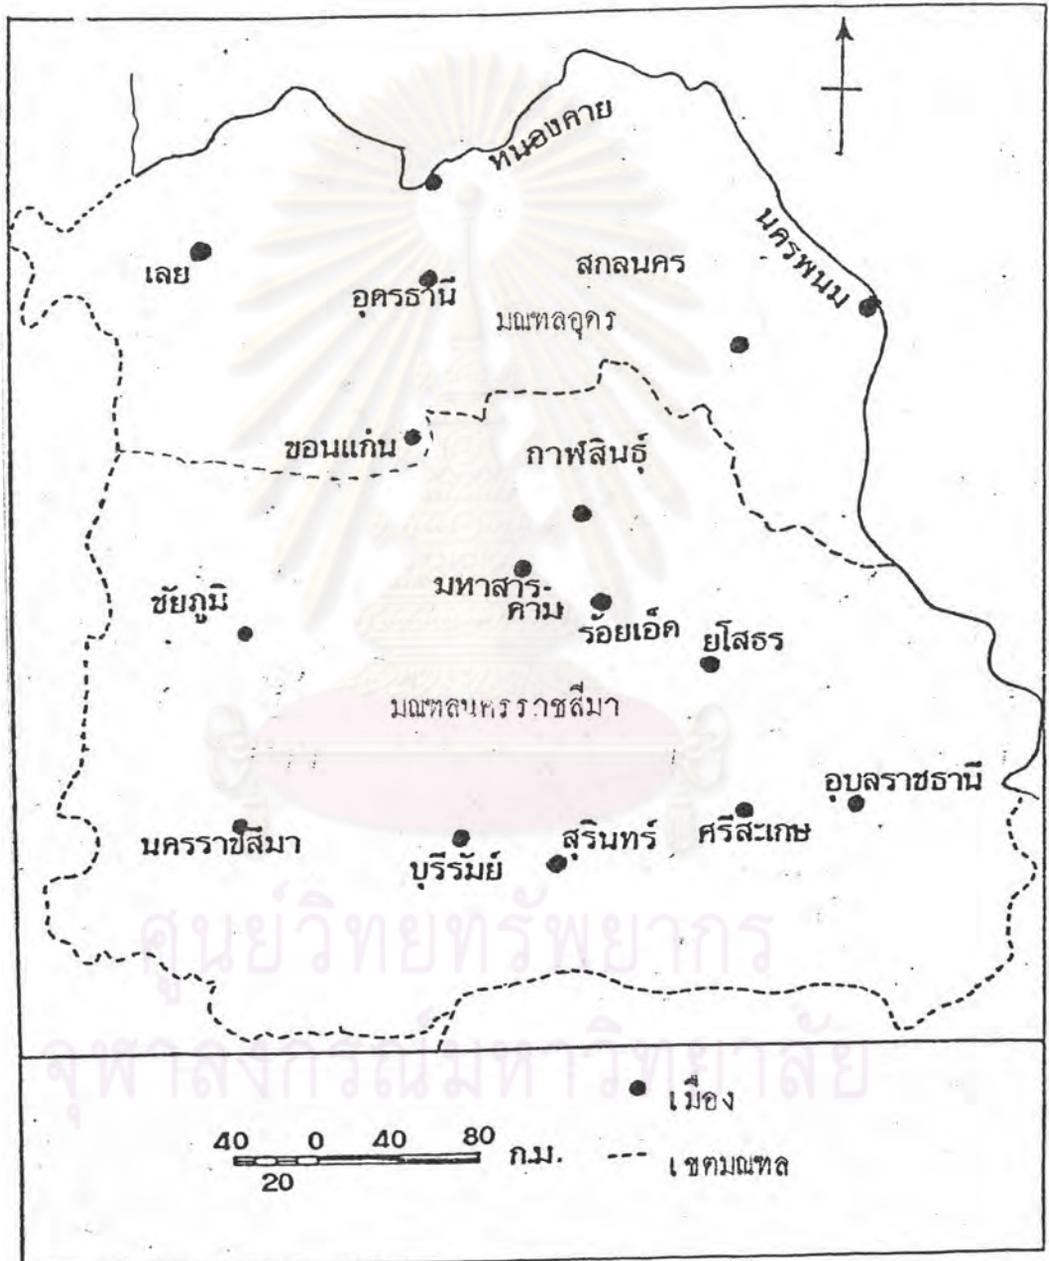 หนองคาย
นครพนม
สกลนคร
เลย
อุดรธานี
มณฑลอุดร
ขอนแก่น
กาฬสินธุ์
มหาสาร-
คาม
ชัยภูมิ
ร้อยเอ็ด
ยโสธร
มณฑลนครราชสีมา
อุบลราชธานี
นครราชสีมา
บุรีรัมย์
สุรินทร์
ศรีสะเกษ
ศูนย์วิทยทรัพยากร
จุฬาลงกรณ์มหาวิทยาลัย
เมือง
40 0 40 80 ก.ม.
20
เขตมณฑล